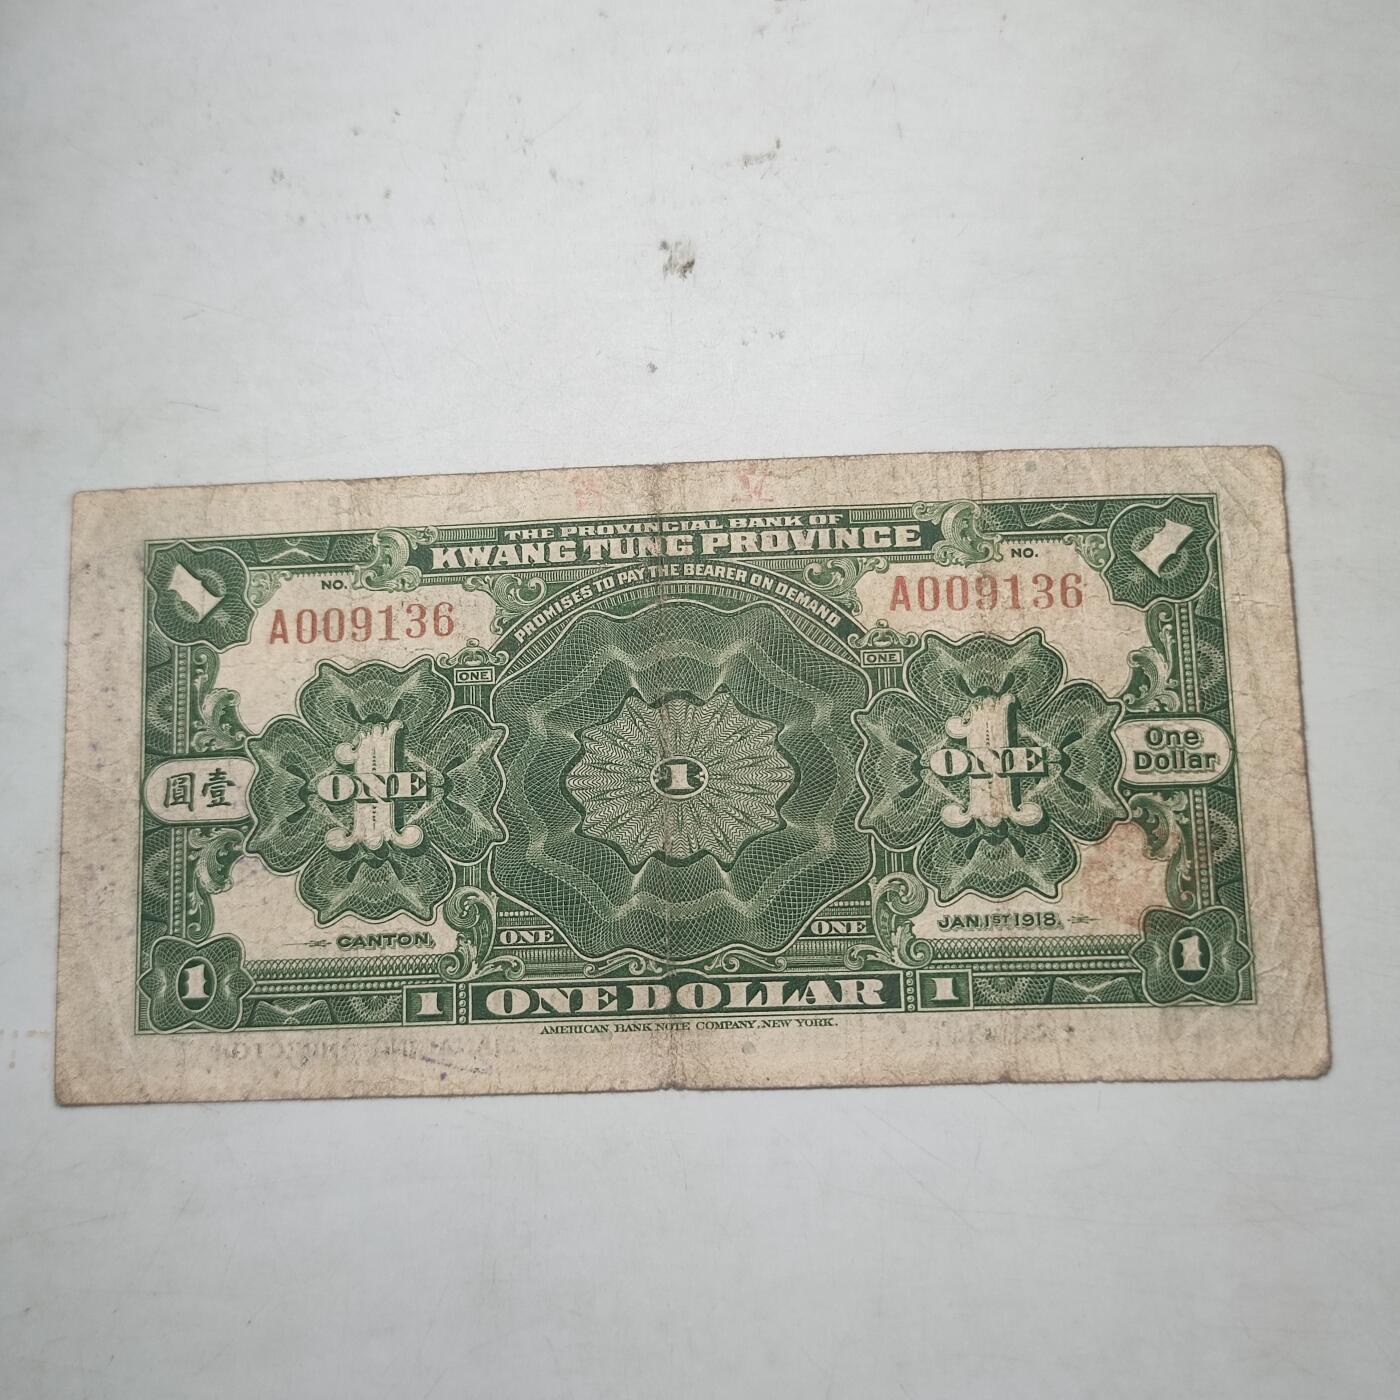 THE PROVINCIAL BANK OF
KWANG TUNG PROVINCE
PROMISES TO PAY THE BEARER ON DEMAND
NO.
A009136
NO.
A009136
ONE
ONE
圓壹
1
ONE
1
1
ONE
One
Dollar
CANTON,
ONE
ONE
JAN. 1ST 1918.
1
1
ONE DOLLAR
1
1
AMERICAN BANK NOTE COMPANY, NEW YORK.